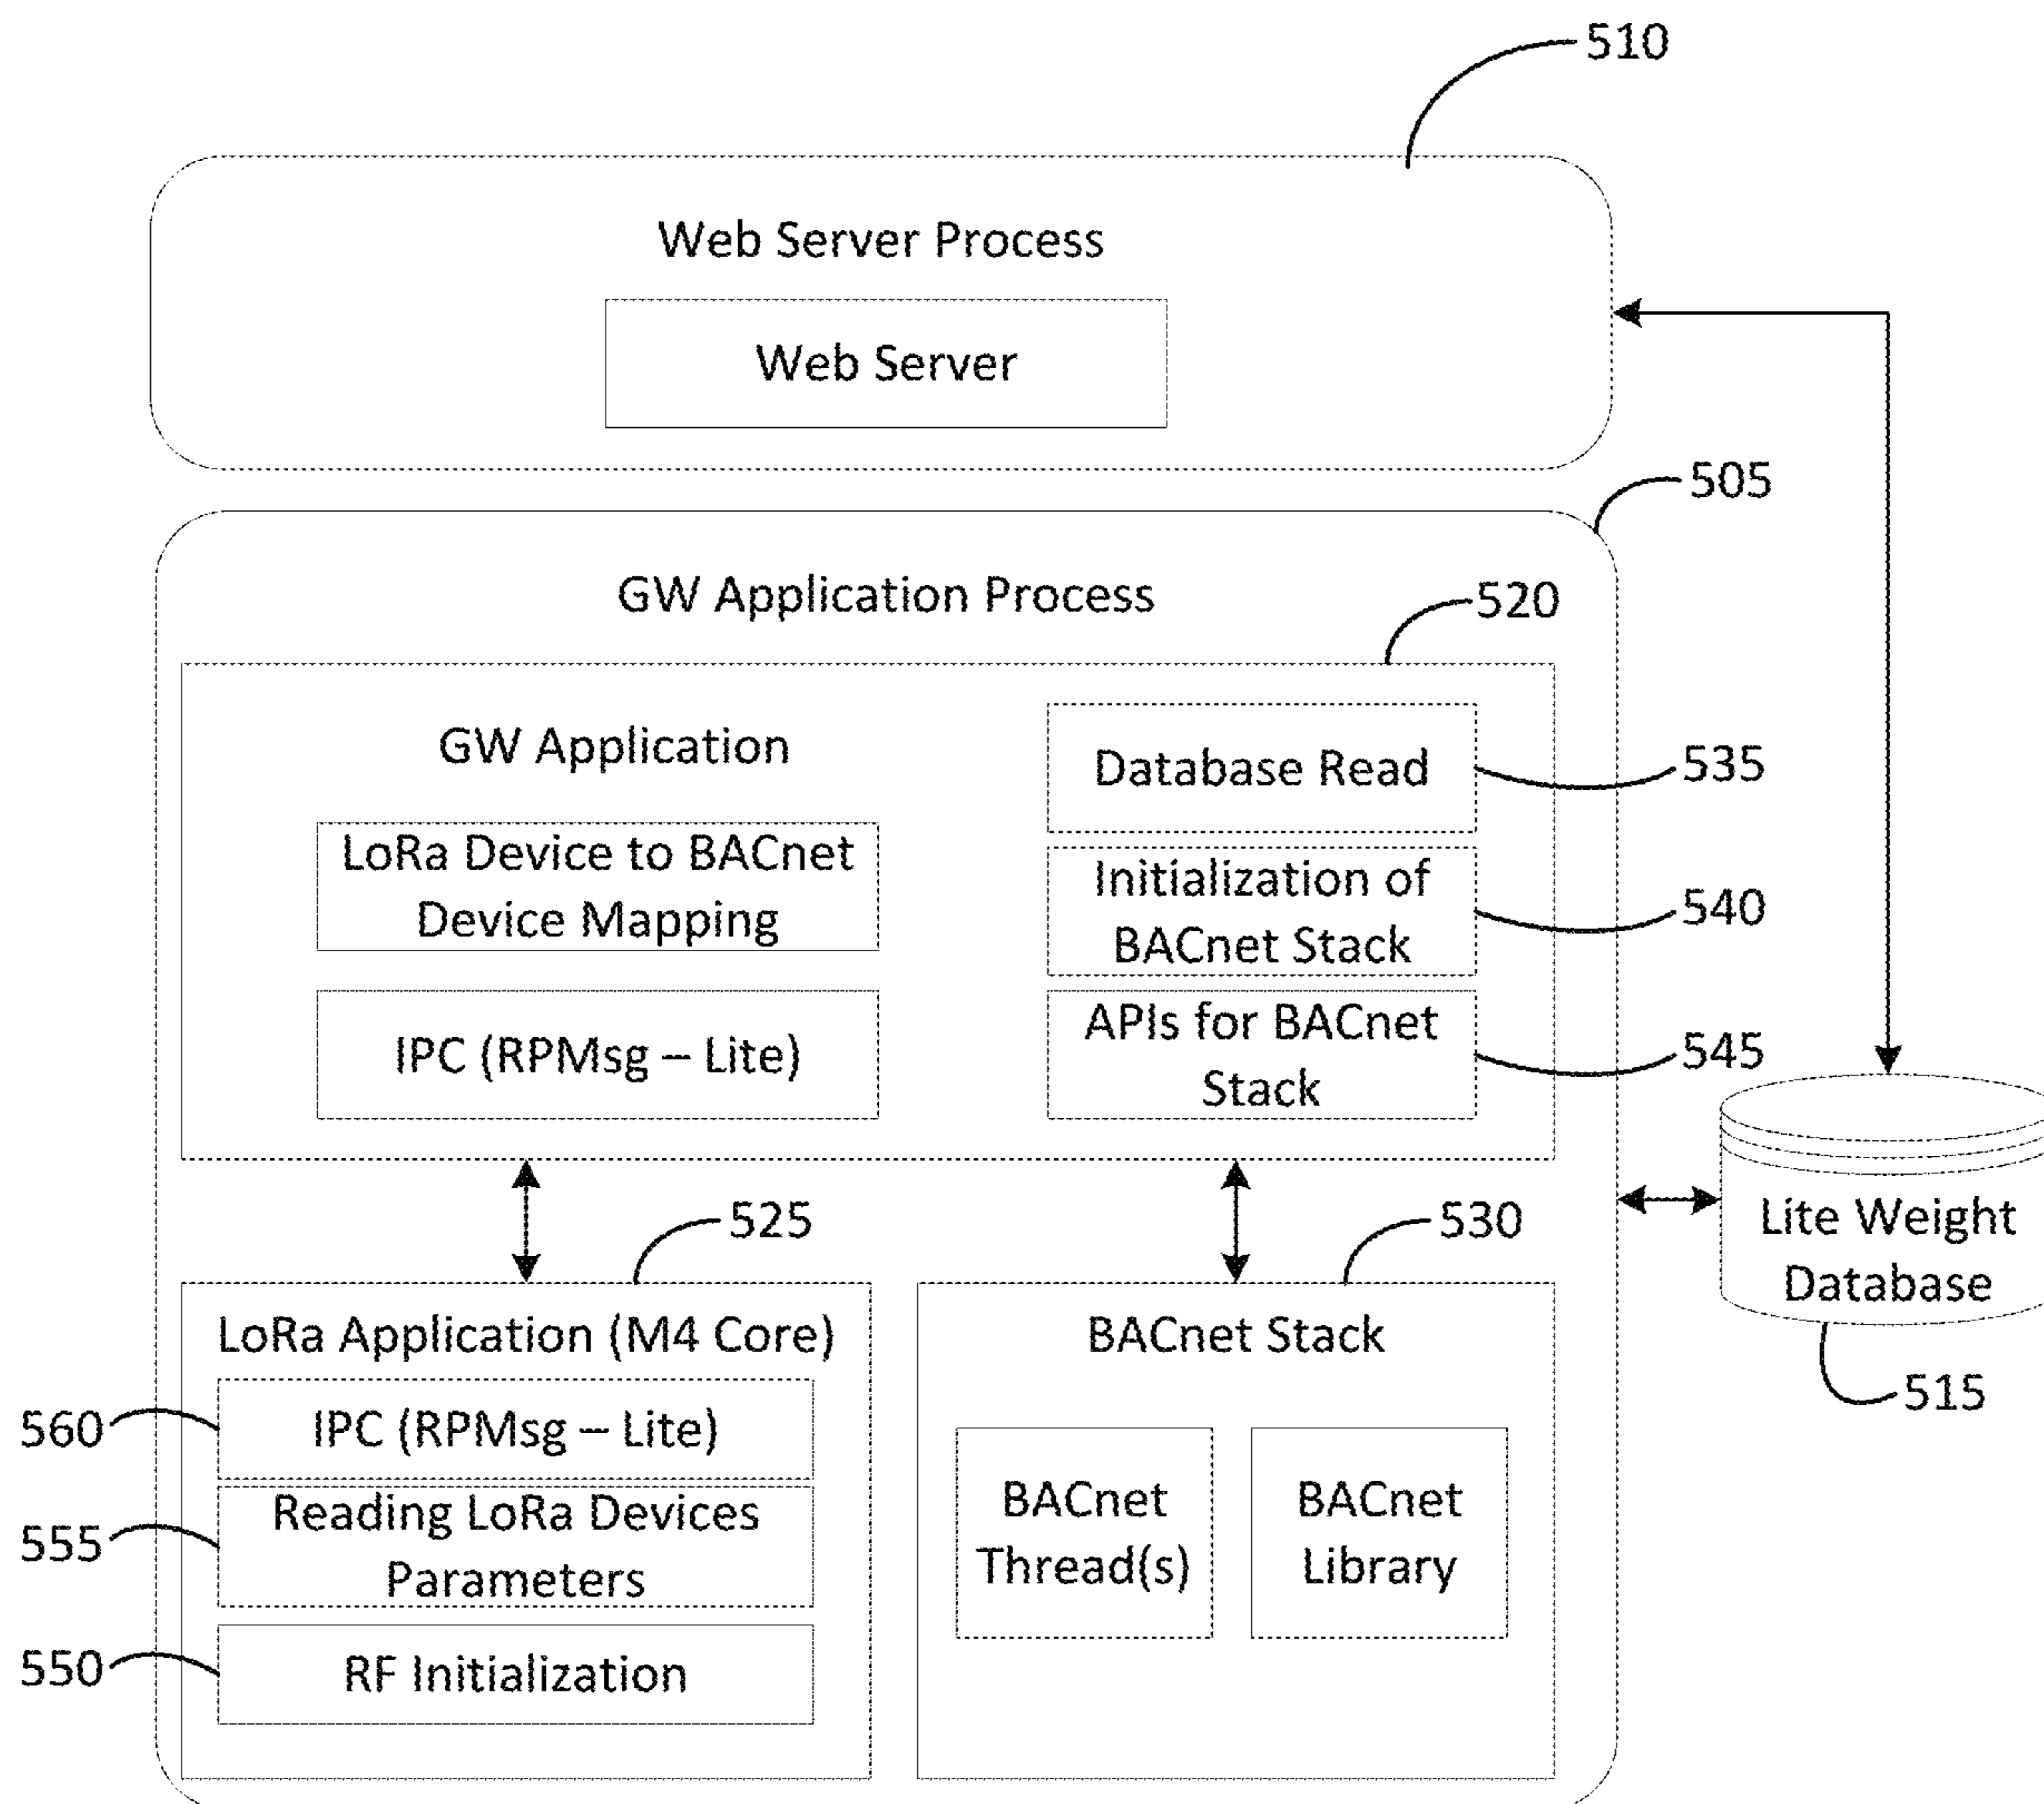 510
Web Server Process
Web Server
505
GW Application Process
520
GW Application
LoRa Device to BACnet
Device Mapping
IPC (RPMsg – Lite)
Database Read
535
Initialization of
BACnet Stack
540
APIs for BACnet
Stack
545
525
530
Lite Weight
Database
515
LoRa Application (M4 Core)
560
IPC (RPMsg – Lite)
555
Reading LoRa Devices
Parameters
550
RF Initialization
BACnet Stack
BACnet
Thread(s)
BACnet
Library